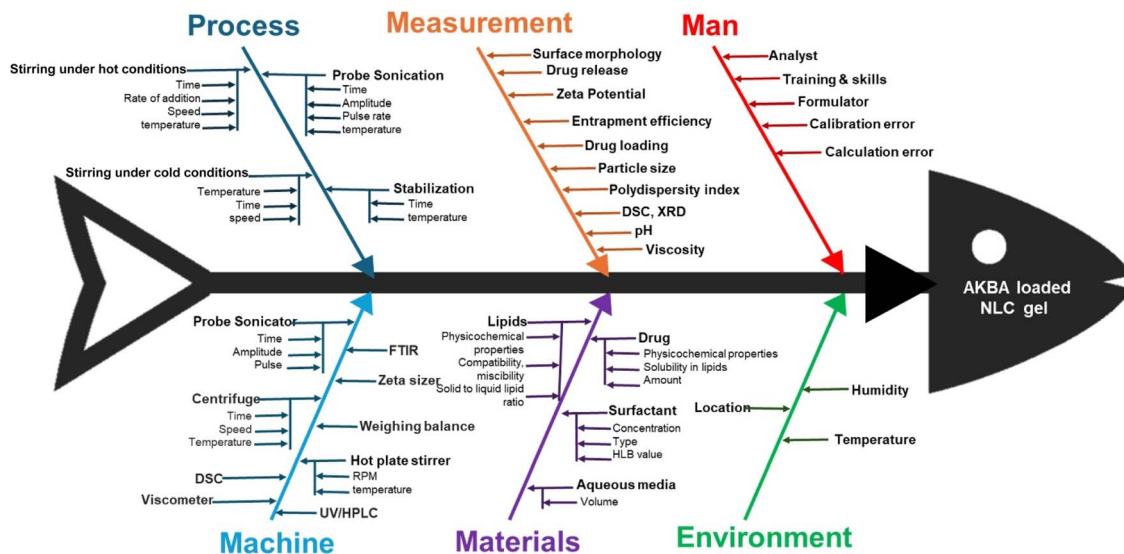 Process
Measurement
Man
Stirring under hot conditions
Time
Rate of addition
Speed
temperature
Probe Sonication
Time
Amplitude
Pulse rate
temperature
Stirring under cold conditions
Temperature
Time
speed
Stabilization
Time
temperature
Surface morphology
Drug release
Zeta Potential
Entrapment efficiency
Drug loading
Particle size
Polydispersity index
DSC, XRD
pH
Viscosity
Analyst
Training & skills
Formulator
Calibration error
Calculation error
AKBA loaded
NLC gel
Probe Sonicator
Time
Amplitude
Pulse
FTIR
Zeta sizer
Centrifuge
Time
Speed
Temperature
Weighing balance
Hot plate stirrer
RPM
temperature
DSC
Viscometer
UV/HPLC
Lipids
Physicochemical
properties
Compatibility,
miscibility
Solid to liquid lipid
ratio
Drug
Physicochemical properties
Solubility in lipids
Amount
Surfactant
Concentration
Type
HLB value
Aqueous media
Volume
Humidity
Location
Temperature
Machine
Materials
Environment